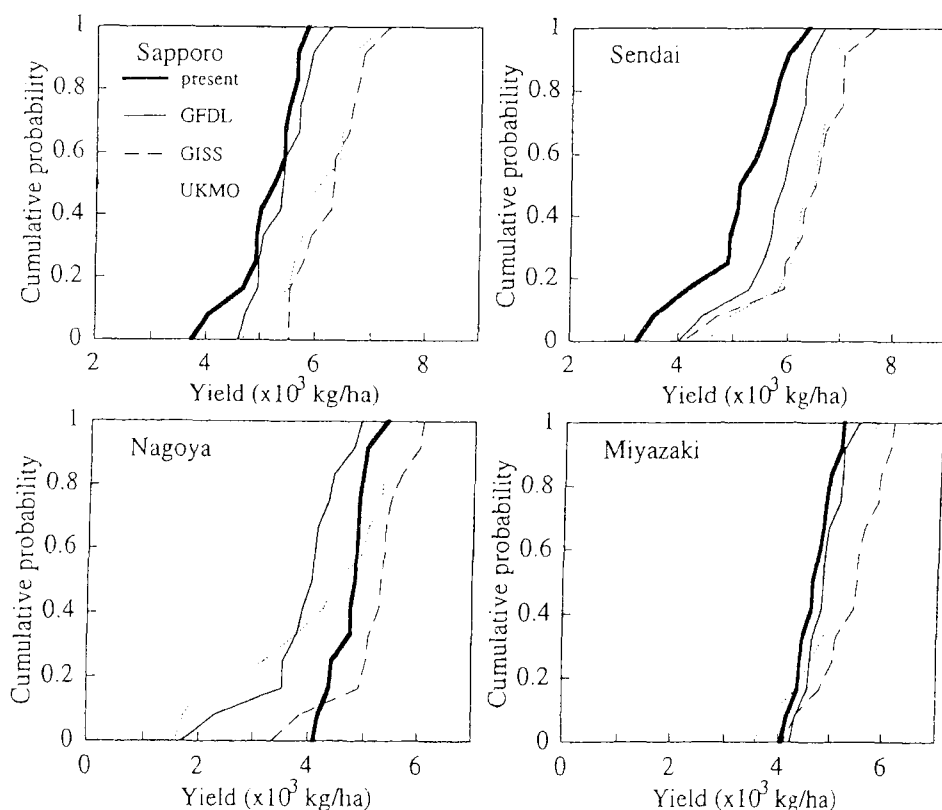 Sapporo
present
GFDL
GISS
UKMO
Cumulative probability
1
0.8
0.6
0.4
0.2
0
2 4 6 8
Yield (x10³ kg/ha)
Sendai
Cumulative probability
1
0.8
0.6
0.4
0.2
0
2 4 6 8
Yield (x10³ kg/ha)
Nagoya
Cumulative probability
1
0.8
0.6
0.4
0.2
0
0 2 4 6
Yield (x10³ kg/ha)
Miyazaki
Cumulative probability
1
0.8
0.6
0.4
0.2
0
0 2 4 6
Yield (x10³ kg/ha)